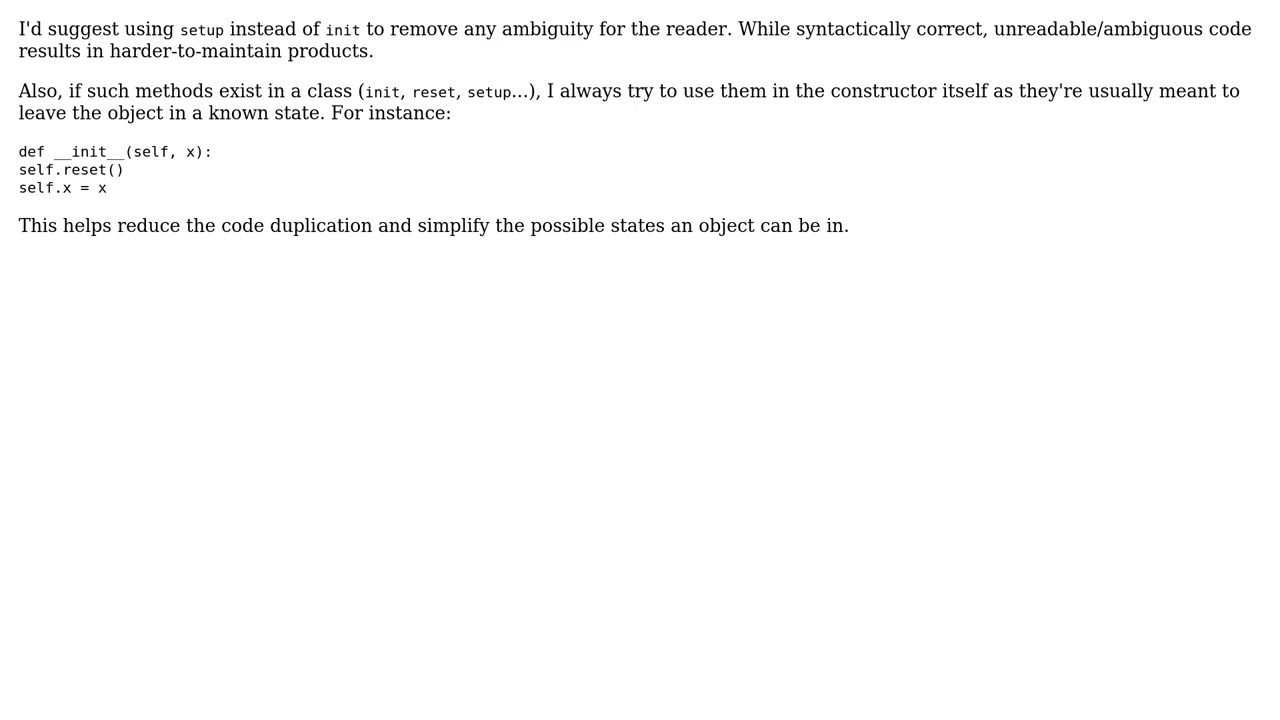 I'd suggest using setup instead of init to remove any ambiguity for the reader. While syntactically correct, unreadable/ambiguous code
results in harder-to-maintain products.
Also, if such methods exist in a class (init, reset, setup...), I always try to use them in the constructor itself as they're usually meant to
leave the object in a known state. For instance:
def __init__(self, x):
self.reset()
self.x = x
This helps reduce the code duplication and simplify the possible states an object can be in.